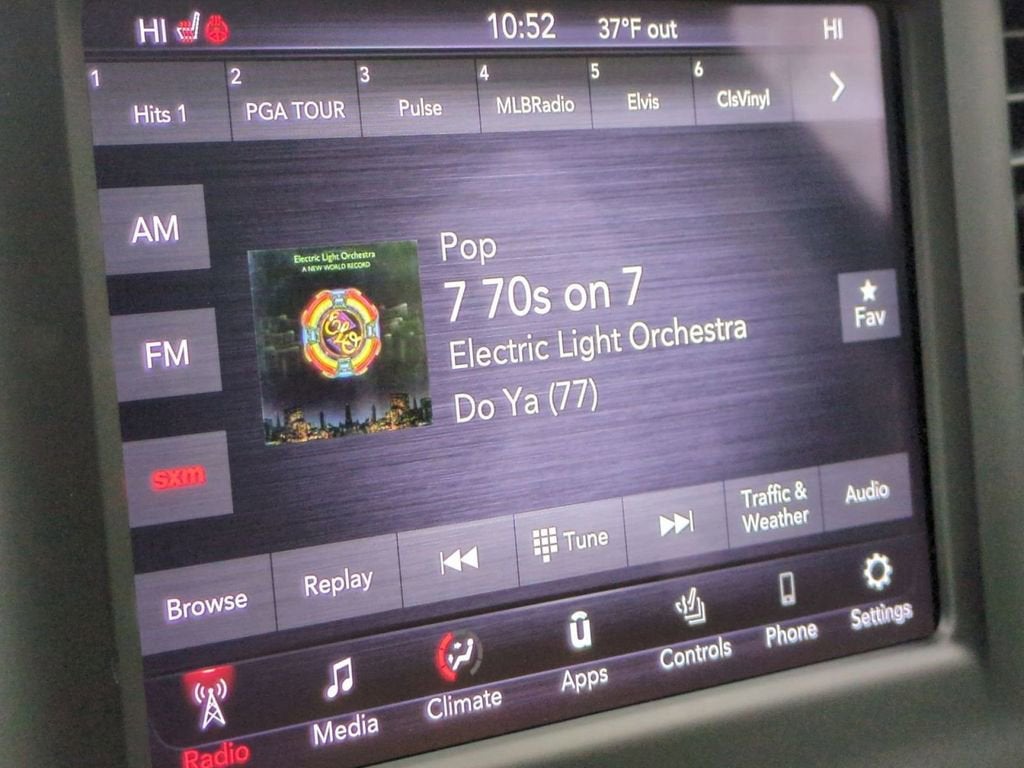 HI 10:52 37°F out HI
1 Hits 1
2 PGA TOUR
3 Pulse
4 MLBRadio
5 Elvis
6 ClsVinyl
AM
FM
sxm
Electric Light Orchestra
A NEW WORLD RECORD
ELO
Pop
7 70s on 7
Electric Light Orchestra
Do Ya (77)
Fav
Browse
Replay
Tune
Traffic &
Weather
Audio
Radio
Media
Climate
ū
Apps
Controls
Phone
Settings